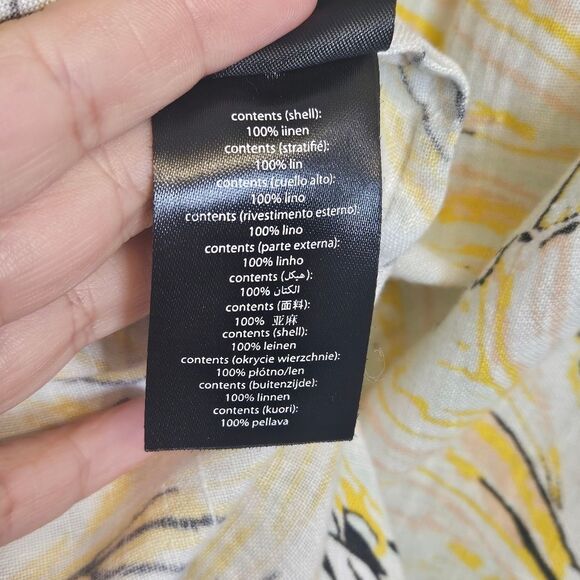 contents (shell):
100% linen
contents (stratifié):
100% lin
contents (cuello alto):
100% lino
contents (rivestimento esterno):
100% lino
contents (parte externa):
100% linho
contents (هيكل):
100% الكتان
contents (面料):
100% 亚麻
contents (shell):
100% leinen
contents (okrycie wierzchnie):
100% płótno/len
contents (buitenzijde):
100% linnen
contents (kuori):
100% pellava